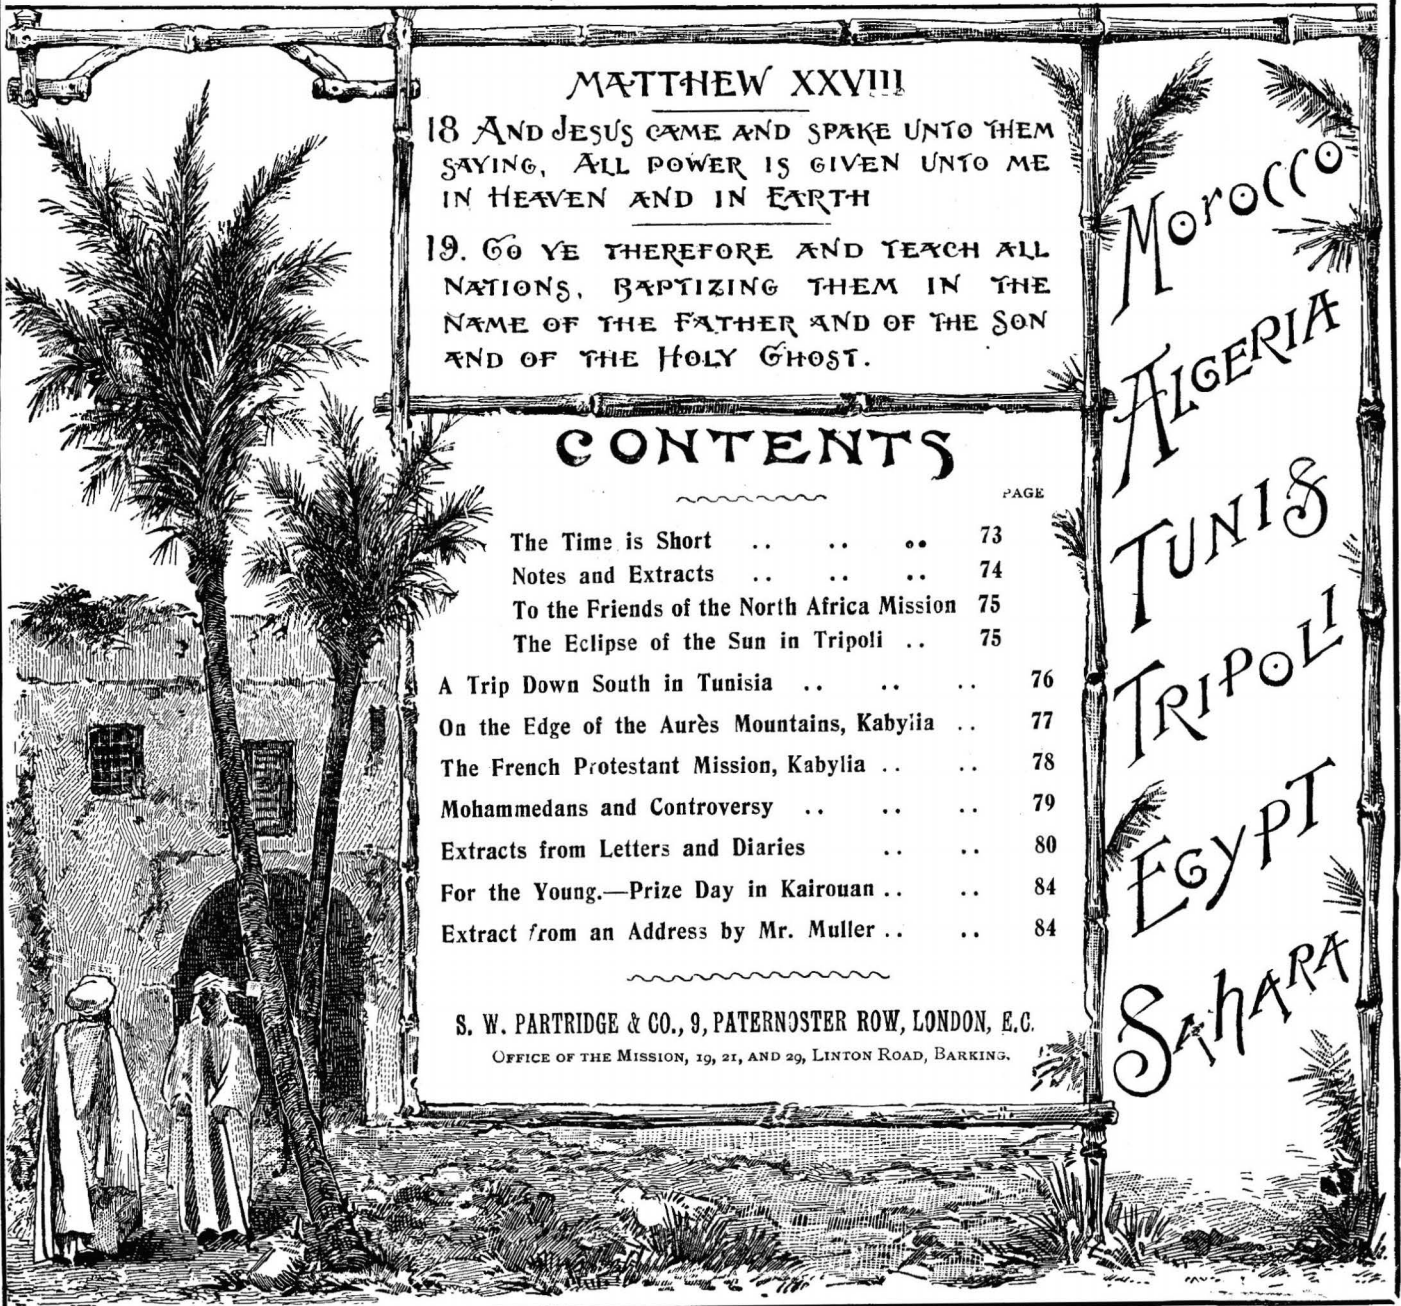 MATTHEW XXVIII
18 AND JESUS CAME AND SPAKE UNTO THEM
SAYING, ALL POWER IS GIVEN UNTO ME
IN HEAVEN AND IN EARTH
19. GO YE THEREFORE AND TEACH ALL
NATIONS, BAPTIZING THEM IN THE
NAME OF THE FATHER AND OF THE SON
AND OF THE HOLY GHOST.
CONTENTS
PAGE
The Time is Short .. .. .. 73
Notes and Extracts .. .. .. 74
To the Friends of the North Africa Mission 75
The Eclipse of the Sun in Tripoli .. 75
A Trip Down South in Tunisia .. .. .. 76
On the Edge of the Aurès Mountains, Kabylia .. 77
The French Protestant Mission, Kabylia .. .. 78
Mohammedans and Controversy .. .. .. 79
Extracts from Letters and Diaries .. .. 80
For the Young.—Prize Day in Kairouan .. .. 84
Extract from an Address by Mr. Muller .. .. 84
S. W. PARTRIDGE & CO., 9, PATERNOSTER ROW, LONDON, E.C.
OFFICE OF THE MISSION, 19, 21, AND 29, LINTON ROAD, BARKING.
MOROCCO
ALGERIA
TUNIS
TRIPOLI
EGYPT
SAHARA